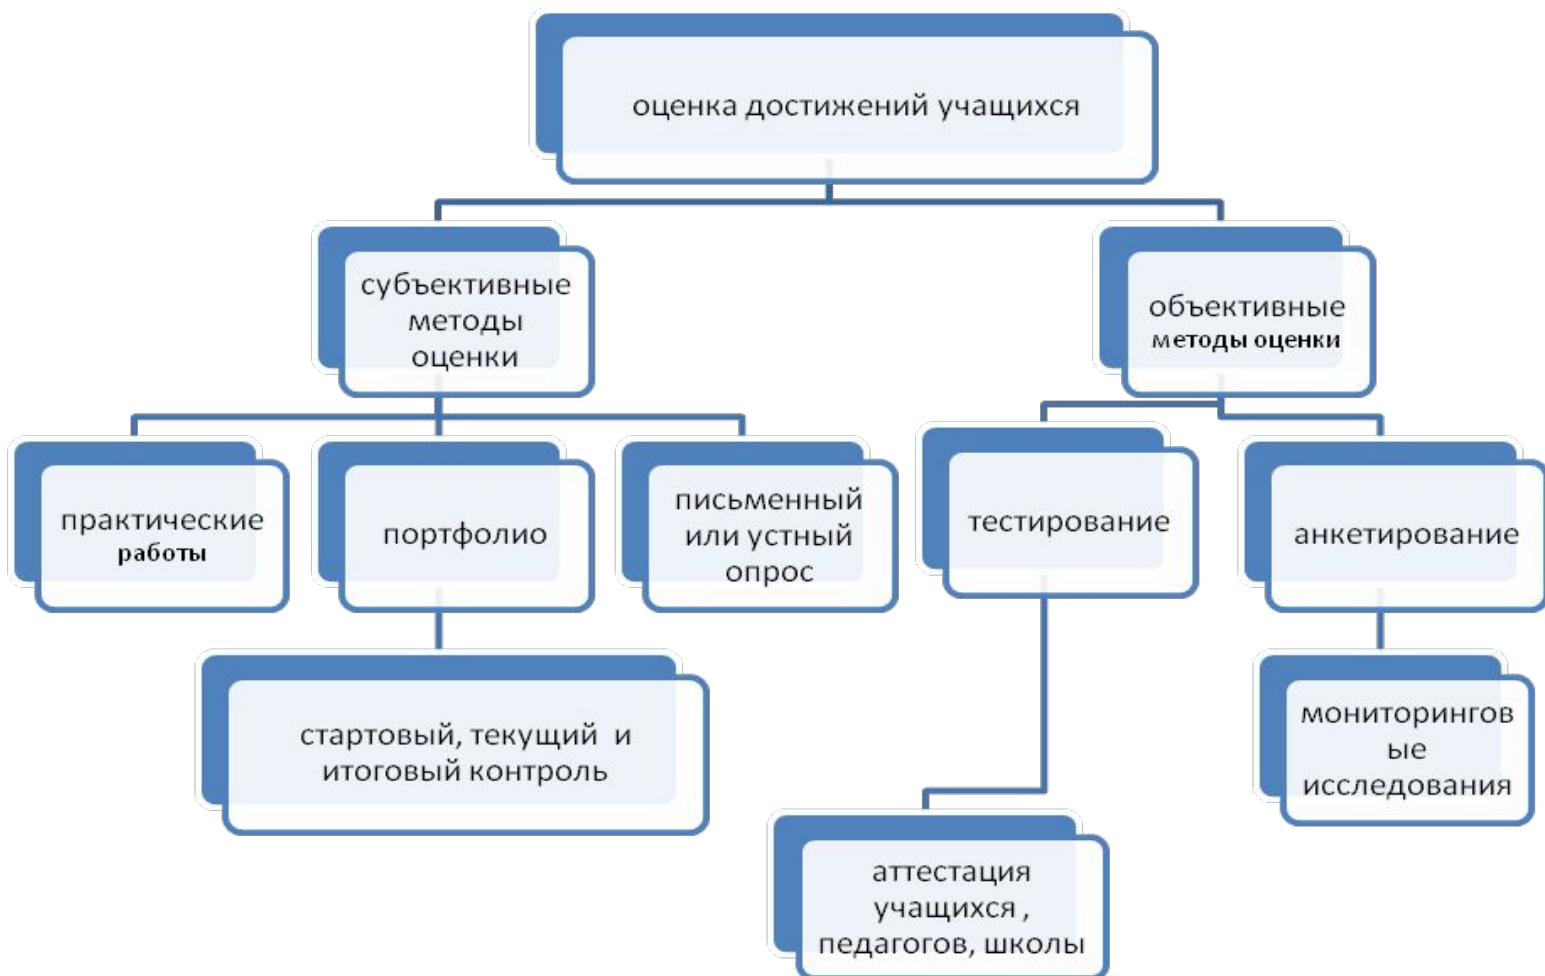 оценка достижений учащихся
субъективные
методы
оценки
объективные
методы оценки
практические
работы
портфолио
письменный
или устный
опрос
тестирование
анкетирование
стартовый, текущий и
итоговый контроль
мониторингов
ые
исследования
аттестация
учащихся ,
педагогов, школы